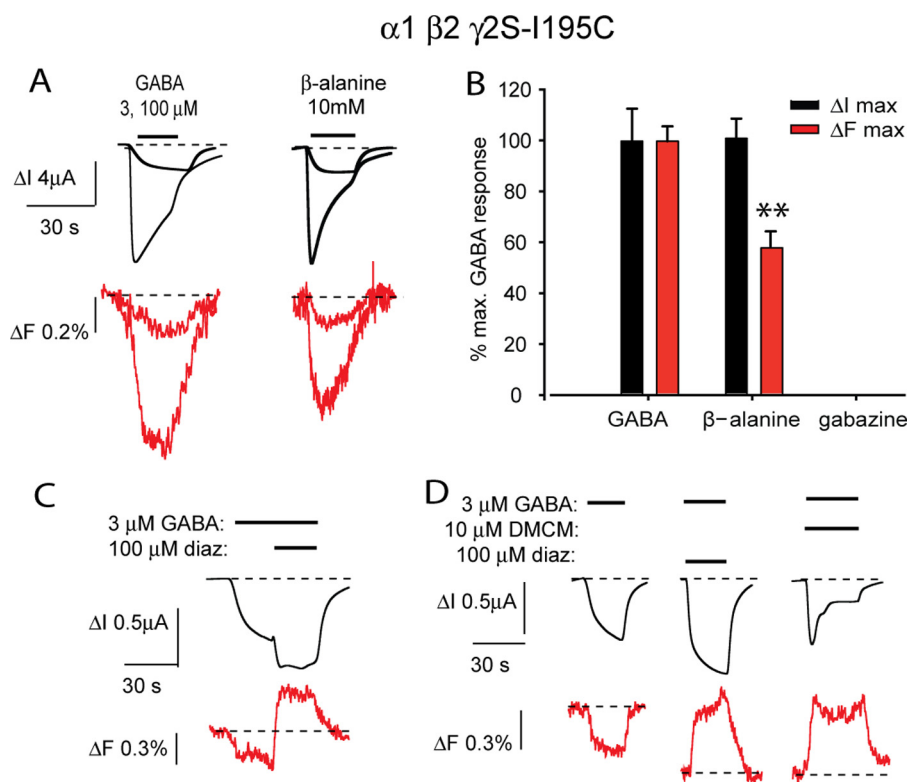 α1 β2 γ2S-I195C
A
GABA
3, 100 μM
β-alanine
10mM
ΔI 4μA
30 s
ΔF 0.2%
B
ΔI max
ΔF max
% max. GABA response
120
100
80
60
40
20
0
**
GABA
β−alanine
gabazine
C
3 μM GABA:
100 μM diaz:
ΔI 0.5μA
30 s
ΔF 0.3%
D
3 μM GABA:
10 μM DMCM:
100 μM diaz:
ΔI 0.5μA
30 s
ΔF 0.3%